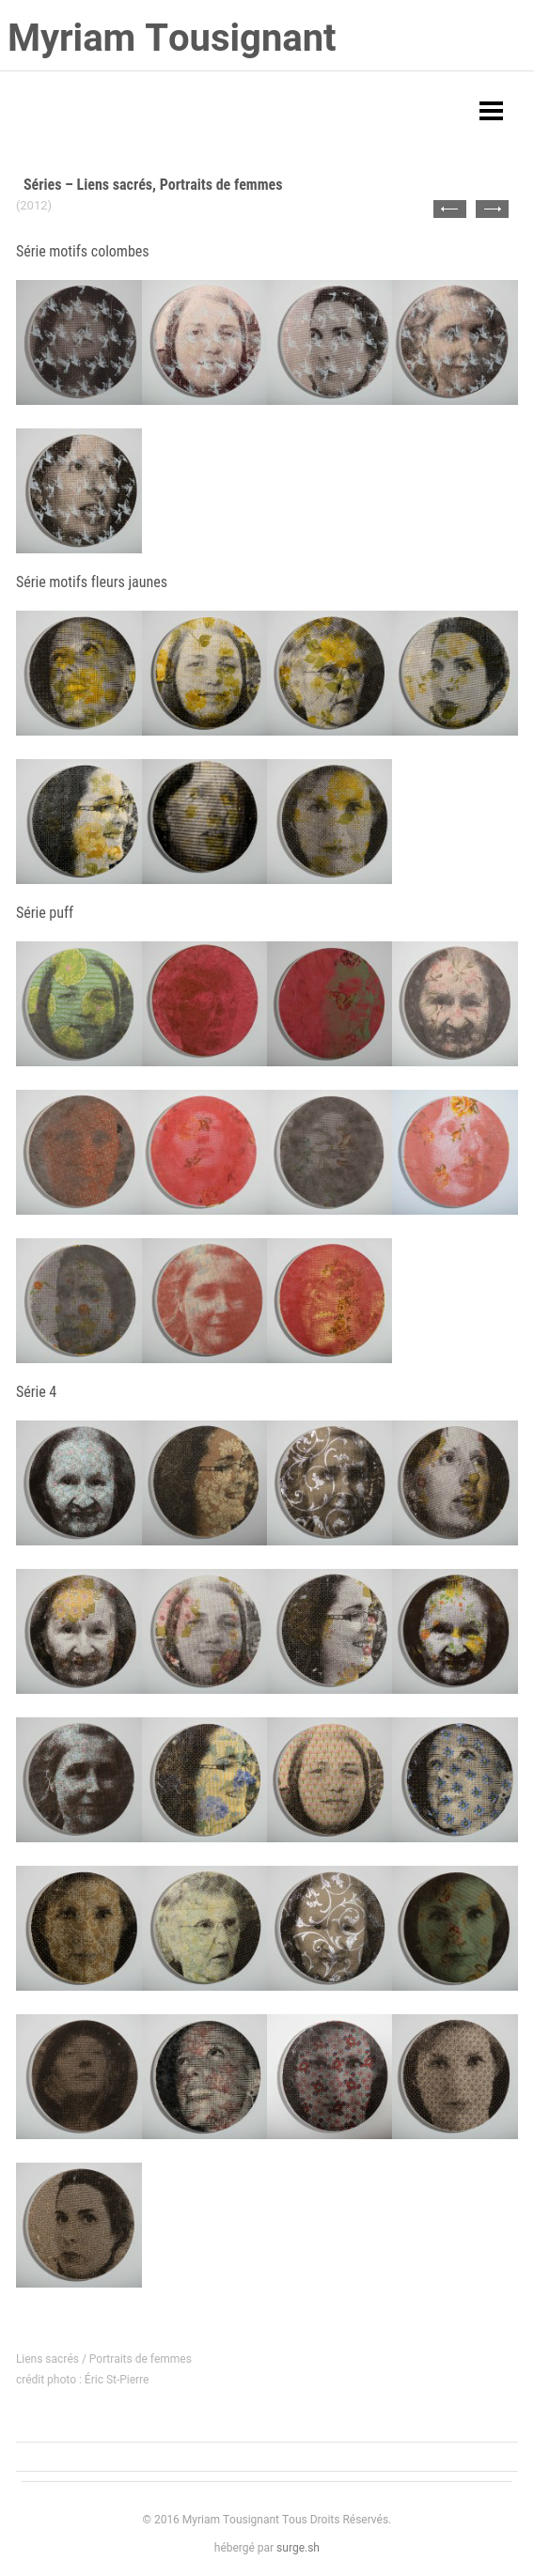 Myriam Tousignant
Séries – Liens sacrés, Portraits de femmes
(2012)
Série motifs colombes
Série motifs fleurs jaunes
Série puff
Série 4
Liens sacrés / Portraits de femmes
crédit photo : Éric St-Pierre
© 2016 Myriam Tousignant Tous Droits Réservés.
hébergé par surge.sh